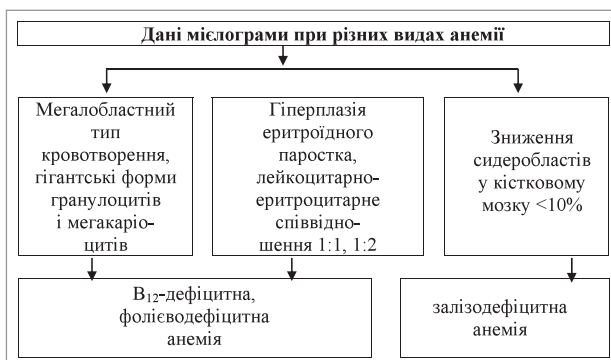 Дані мієлограми при різних видах анемії
Мегалобластний
тип
кровотворення,
гігантські форми
гранулоцитів
і мегакаріо-
цитів
Гіперплазія
еритроїдного
паростка,
лейкоцитарно-
еритроцитарне
співвідно-
шення 1:1, 1:2
Зниження
сидеробластів
у кістковому
мозку <10%
В₁₂-дефіцитна,
фолієводефіцитна
анемія
залізодефіцитна
анемія